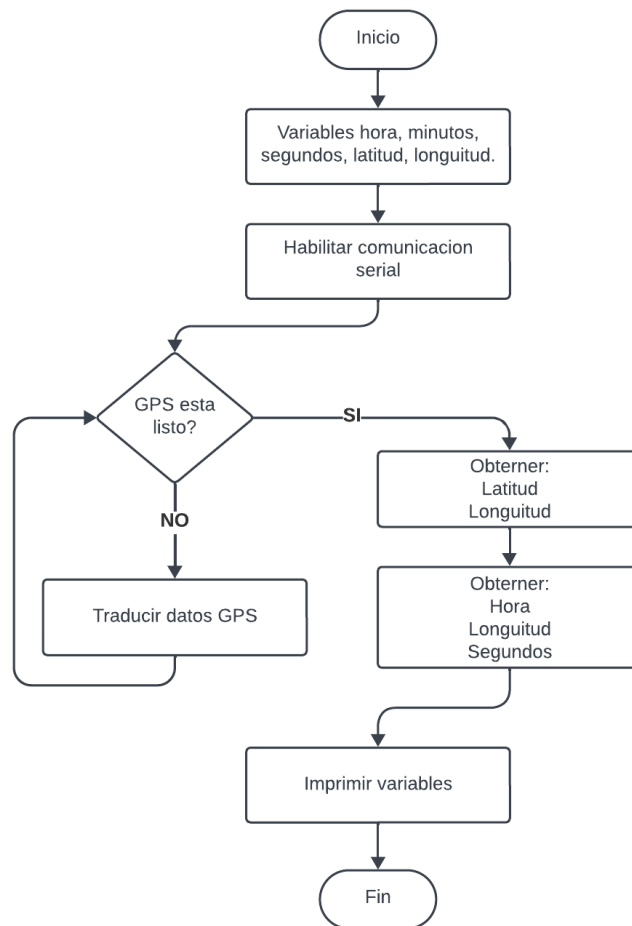 Inicio
Variables hora, minutos,
segundos, latitud, longuitud.
Habilitar comunicacion
serial
GPS esta
listo?
SI
NO
Obterner:
Latitud
Longuitud
Traducir datos GPS
Obterner:
Hora
Longuitud
Segundos
Imprimir variables
Fin